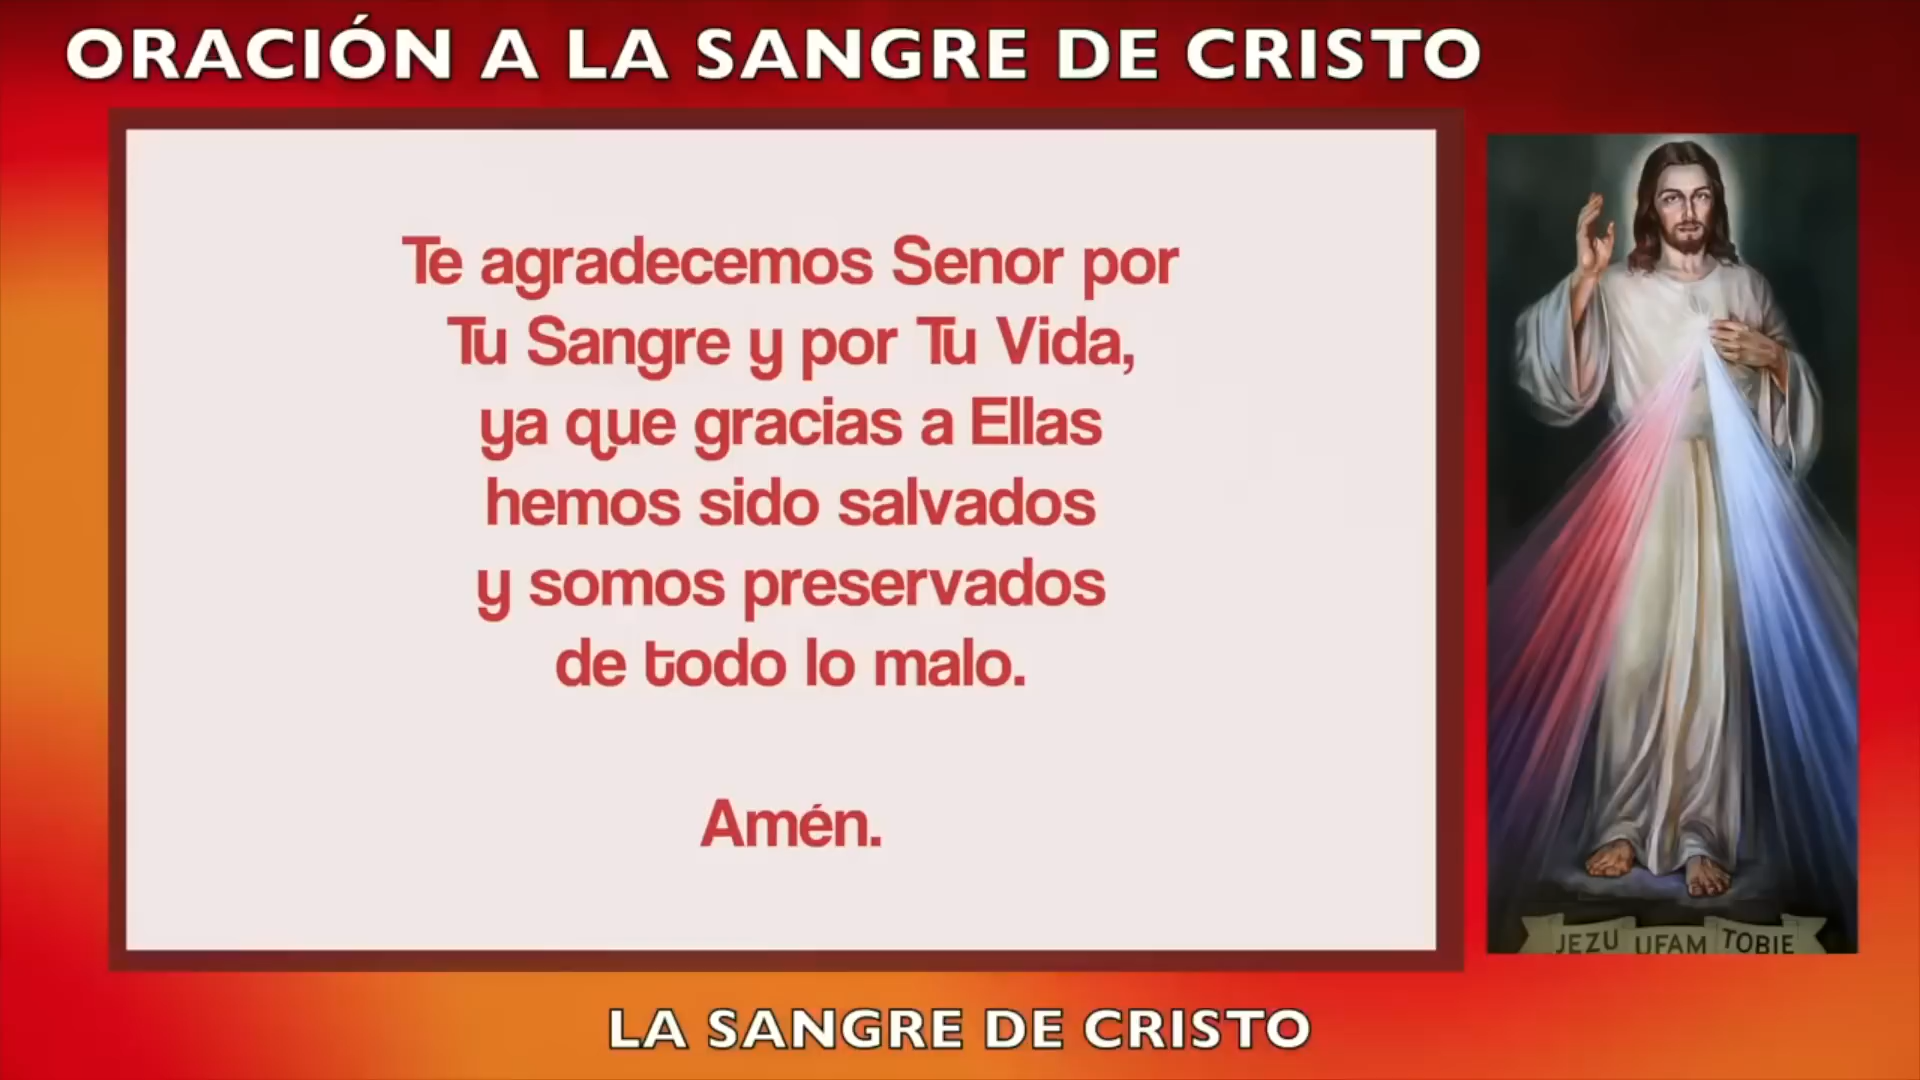 ORACIÓN A LA SANGRE DE CRISTO
Te agradecemos Senor por
Tu Sangre y por Tu Vida,
ya que gracias a Ellas
hemos sido salvados
y somos preservados
de todo lo malo.
Amén.
JEZU UFAM TOBIE
LA SANGRE DE CRISTO